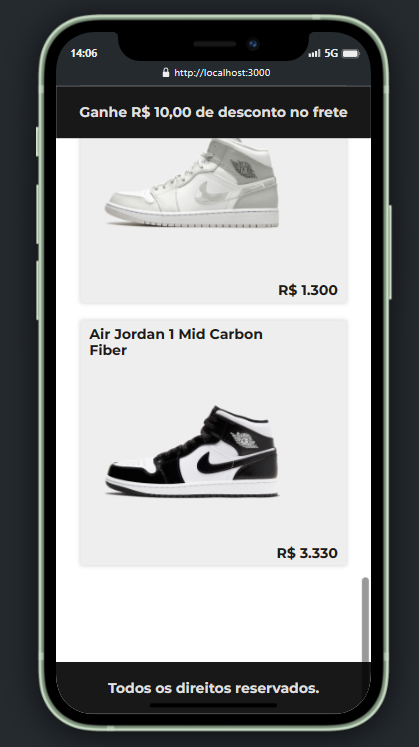 14:06
5G
http://localhost:3000
Ganhe R$ 10,00 de desconto no frete
R$ 1.300
Air Jordan 1 Mid Carbon
Fiber
R$ 3.330
Todos os direitos reservados.